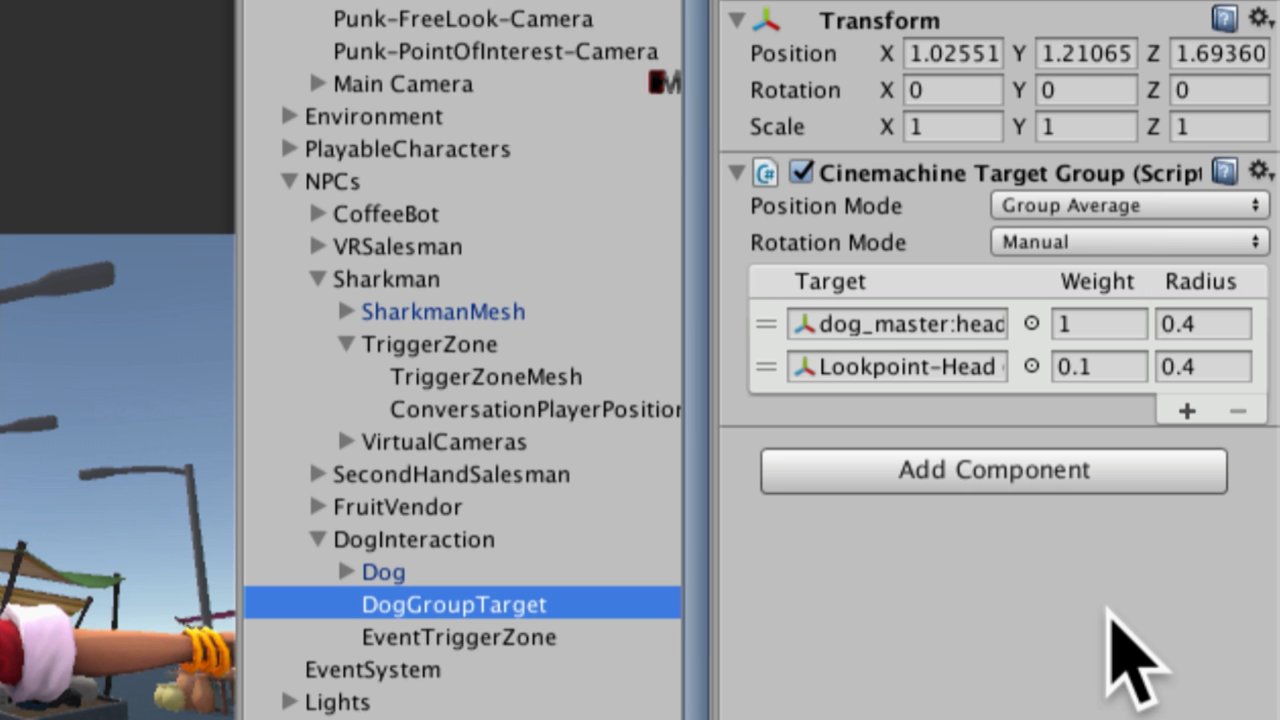 Punk-FreeLook-Camera
Punk-PointOfInterest-Camera
Main Camera
Environment
PlayableCharacters
NPCs
CoffeeBot
VRSalesman
Sharkman
SharkmanMesh
TriggerZone
TriggerZoneMesh
ConversationPlayerPosition
VirtualCameras
SecondHandSalesman
FruitVendor
DogInteraction
Dog
DogGroupTarget
EventTriggerZone
EventSystem
Lights
Transform
Position X 1.02551 Y 1.21065 Z 1.69360
Rotation X 0 Y 0 Z 0
Scale X 1 Y 1 Z 1
Cinemachine Target Group (Script
Position Mode Group Average
Rotation Mode Manual
Target Weight Radius
dog_master:head 1 0.4
Lookpoint-Head 0.1 0.4
+ −
Add Component